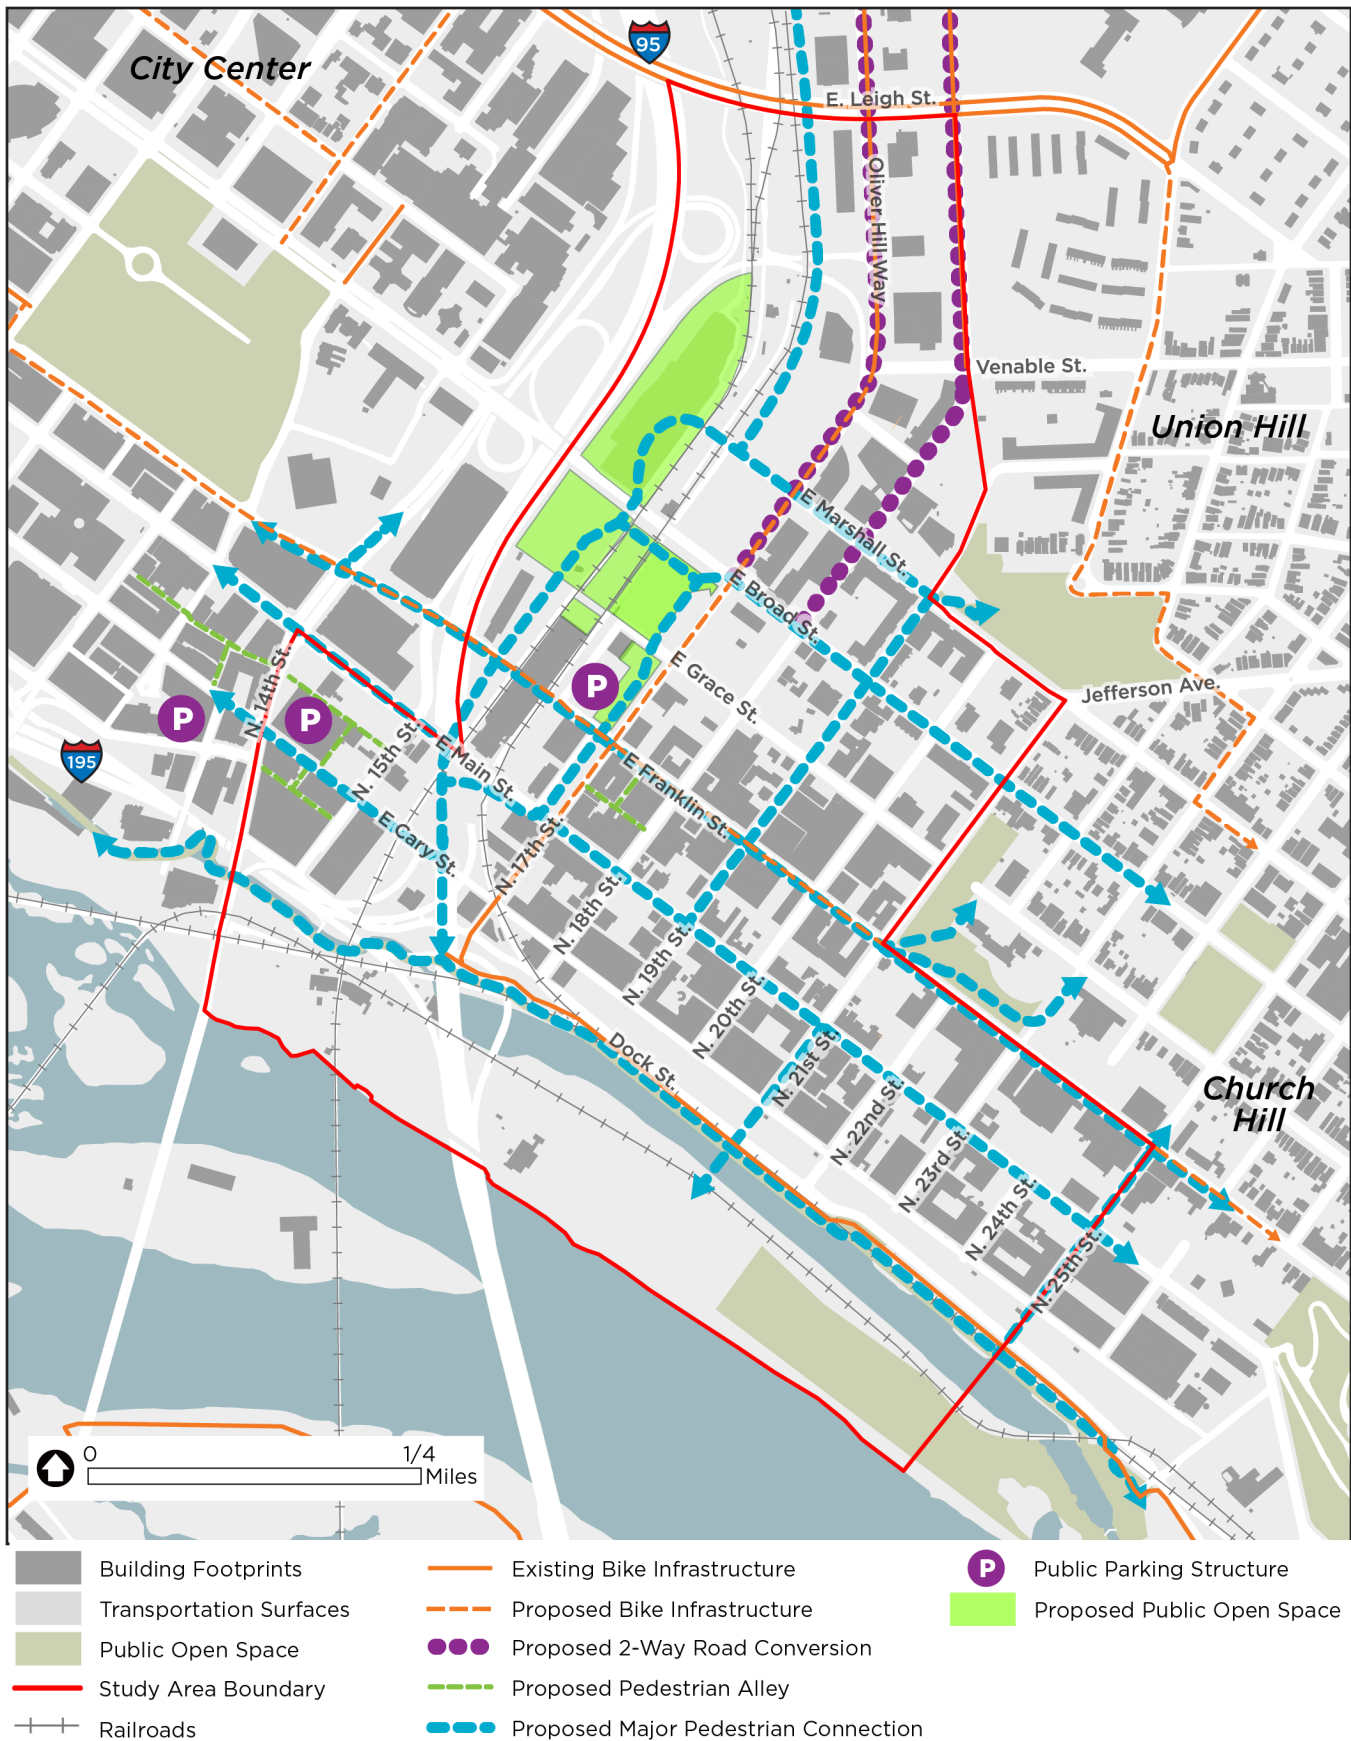 95
City Center
E. Leigh St.
Oliver Hill Way
Venable St.
Union Hill
E Marshall St.
E Broad St.
E Grace St.
Jefferson Ave.
P
P
P
N. 14th St.
N. 15th St.
E Main St.
195
E Franklin St.
E Cary St.
N. 17th St.
N. 18th St.
N. 19th St.
N. 20th St.
N. 21st St.
Dock St.
N. 22nd St.
N. 23rd St.
N. 24th St.
N. 25th St.
Church
Hill
0 1/4
Miles
Building Footprints
Transportation Surfaces
Public Open Space
Study Area Boundary
Railroads
Existing Bike Infrastructure
Proposed Bike Infrastructure
Proposed 2-Way Road Conversion
Proposed Pedestrian Alley
Proposed Major Pedestrian Connection
P Public Parking Structure
Proposed Public Open Space